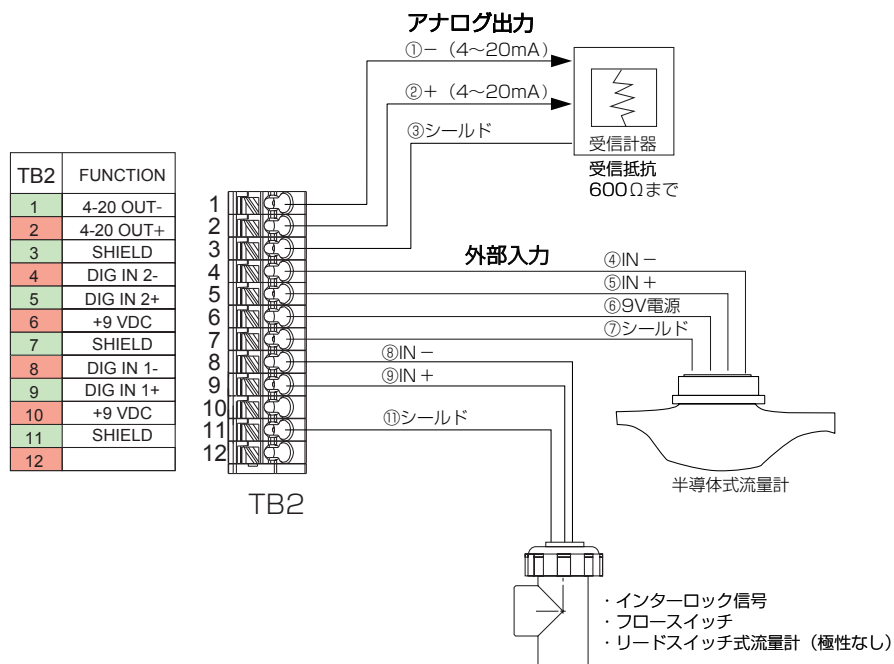 アナログ出力
①− (4〜20mA)
②+ (4〜20mA)
③シールド
受信計器
受信抵抗
600Ωまで
TB2 FUNCTION
1 4-20 OUT-
2 4-20 OUT+
3 SHIELD
4 DIG IN 2-
5 DIG IN 2+
6 +9 VDC
7 SHIELD
8 DIG IN 1-
9 DIG IN 1+
10 +9 VDC
11 SHIELD
12
1
2
3
4
5
6
7
8
9
10
11
12
TB2
外部入力
④IN −
⑤IN +
⑥9V電源
⑦シールド
⑧IN −
⑨IN +
⑪シールド
半導体式流量計
・インターロック信号
・フロースイッチ
・リードスイッチ式流量計（極性なし）